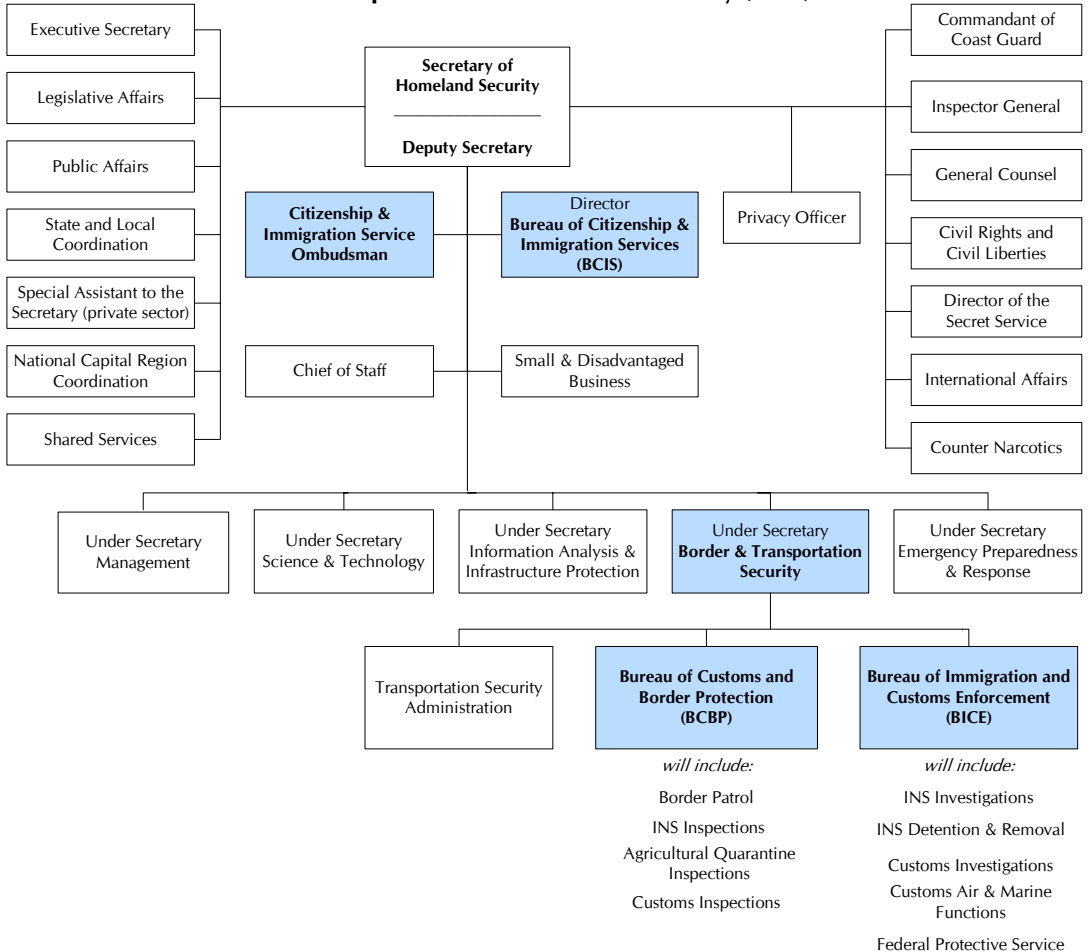 Executive Secretary
Legislative Affairs
Public Affairs
State and Local
Coordination
Special Assistant to the
Secretary (private sector)
National Capital Region
Coordination
Shared Services
Secretary of
Homeland Security
Deputy Secretary
Citizenship &
Immigration Service
Ombudsman
Director
Bureau of Citizenship &
Immigration Services
(BCIS)
Chief of Staff
Small & Disadvantaged
Business
Privacy Officer
Commandant of
Coast Guard
Inspector General
General Counsel
Civil Rights and
Civil Liberties
Director of the
Secret Service
International Affairs
Counter Narcotics
Under Secretary
Management
Under Secretary
Science & Technology
Under Secretary
Information Analysis &
Infrastructure Protection
Under Secretary
Border & Transportation
Security
Under Secretary
Emergency Preparedness
& Response
Transportation Security
Administration
Bureau of Customs and
Border Protection
(BCBP)
will include:
Border Patrol
INS Inspections
Agricultural Quarantine
Inspections
Customs Inspections
Bureau of Immigration and
Customs Enforcement
(BICE)
will include:
INS Investigations
INS Detention & Removal
Customs Investigations
Customs Air & Marine
Functions
Federal Protective Service